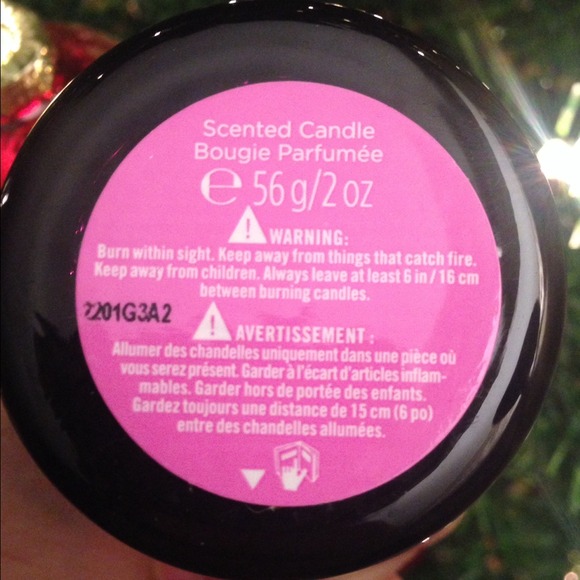 Scented Candle
Bougie Parfumée
℮ 56 g/2 oz
WARNING:
Burn within sight. Keep away from things that catch fire.
Keep away from children. Always leave at least 6 in / 16 cm
between burning candles.
2201G3A2
AVERTISSEMENT :
Allumer des chandelles uniquement dans une pièce où
vous serez présent. Garder à l'écart d'articles inflam-
mables. Garder hors de portée des enfants.
Gardez toujours une distance de 15 cm (6 po)
entre des chandelles allumées.